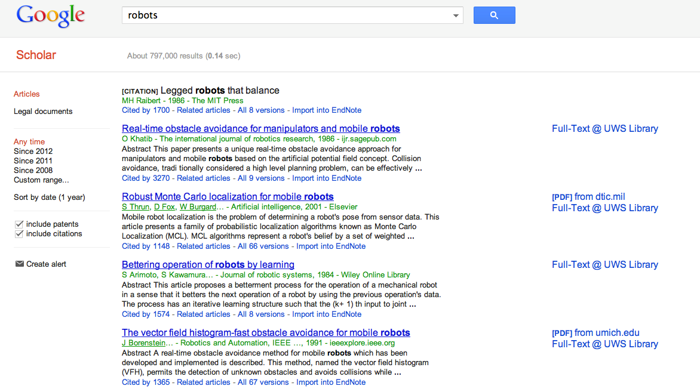 Google
robots
Scholar
About 797,000 results (0.14 sec)
Articles
Legal documents
Any time
Since 2012
Since 2011
Since 2008
Custom range...
Sort by date (1 year)
include patents
include citations
Create alert
[CITATION] Legged robots that balance
MH Raibert - 1986 - The MIT Press
Cited by 1700 - Related articles - All 8 versions - Import into EndNote
Real-time obstacle avoidance for manipulators and mobile robots
O Khatib - The international journal of robotics research, 1986 - ijr.sagepub.com
Abstract This paper presents a unique real-time obstacle avoidance approach for
manipulators and mobile robots based on the artificial potential field concept. Collision
avoidance, tradi tionally considered a high level planning problem, can be effectively ...
Cited by 3270 - Related articles - All 9 versions - Import into EndNote
Full-Text @ UWS Library
Robust Monte Carlo localization for mobile robots
S Thrun, D Fox, W Burgard... - Artificial intelligence, 2001 - Elsevier
Mobile robot localization is the problem of determining a robot's pose from sensor data. This
article presents a family of probabilistic localization algorithms known as Monte Carlo
Localization (MCL). MCL algorithms represent a robot's belief by a set of weighted ...
Cited by 1148 - Related articles - All 66 versions - Import into EndNote
[PDF] from dtic.mil
Full-Text @ UWS Library
Bettering operation of robots by learning
S Arimoto, S Kawamura... - Journal of robotic systems, 1984 - Wiley Online Library
Abstract This article proposes a betterment process for the operation of a mechanical robot
in a sense that it betters the next operation of a robot by using the previous operation's data.
The process has an iterative learning structure such that the (k+ 1) th input to joint ...
Cited by 1574 - Related articles - All 8 versions - Import into EndNote
Full-Text @ UWS Library
The vector field histogram-fast obstacle avoidance for mobile robots
J Borenstein... - Robotics and Automation, IEEE ..., 1991 - ieeexplore.ieee.org
Abstract A real-time obstacle avoidance method for mobile robots which has been
developed and implemented is described. This method, named the vector field histogram
(VFH), permits the detection of unknown obstacles and avoids collisions while ...
Cited by 1365 - Related articles - All 67 versions - Import into EndNote
[PDF] from umich.edu
Full-Text @ UWS Library